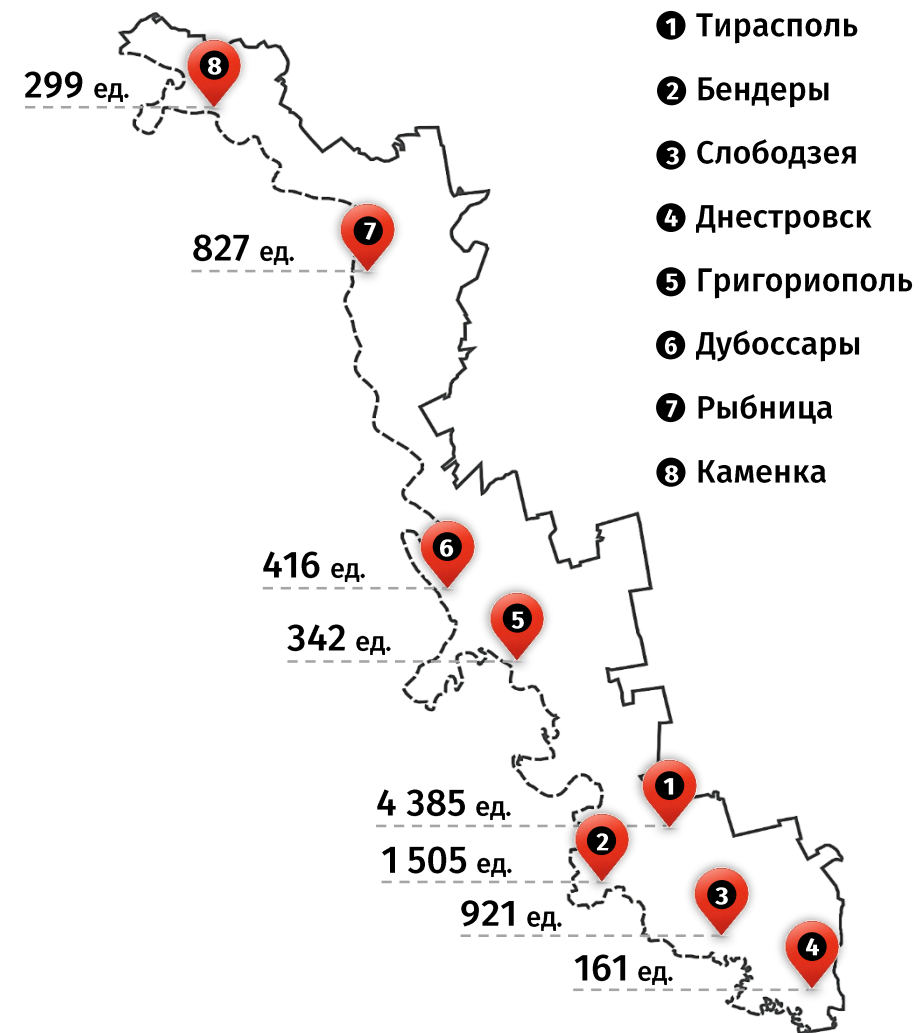 1 Тирасполь
2 Бендеры
3 Слободзея
4 Днестровск
5 Григориополь
6 Дубоссары
7 Рыбница
8 Каменка
8
299 ед.
7
827 ед.
6
416 ед.
5
342 ед.
1
4 385 ед.
2
1 505 ед.
3
921 ед.
4
161 ед.